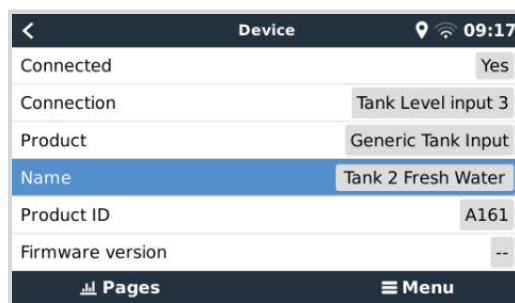 Device 09:17
Connected Yes
Connection Tank Level input 3
Product Generic Tank Input
Name Tank 2 Fresh Water
Product ID A161
Firmware version --
Pages Menu